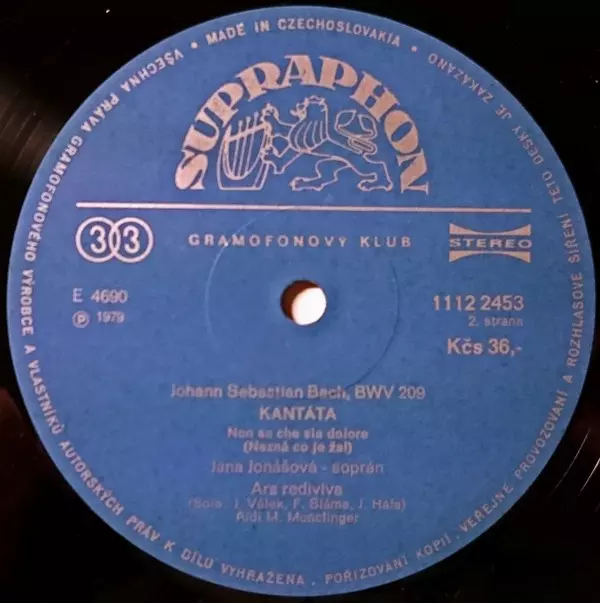 • MADE IN CZECHOSLOVAKIA •
VŠECHNA PRÁVA GRAMOFONOVÉHO VÝROBCE A VLASTNÍKŮ AUTORSKÝCH PRÁV K DÍLU VYHRAŽENA. POŘIZOVÁNÍ KOPIÍ, VEŘEJNÉ PROVOZOVÁNÍ A ROZHLASOVÉ ŠÍŘENÍ TÉTO DESKY JE ZAKÁZÁNO
SUPRAPHON
33
GRAMOFONOVÝ KLUB
STEREO
E 4690
Ⓟ 1979
1112 2453
2. strana
Kčs 36,-
Johann Sebastian Bach, BWV 209
KANTÁTA
Non sa che sia dolore
(Nezná co je žal)
Jana Jonášová - soprán
Ars rediviva
(Sólo: J. Válek, F. Sláma, J. Hála)
Řídí M. Munclinger